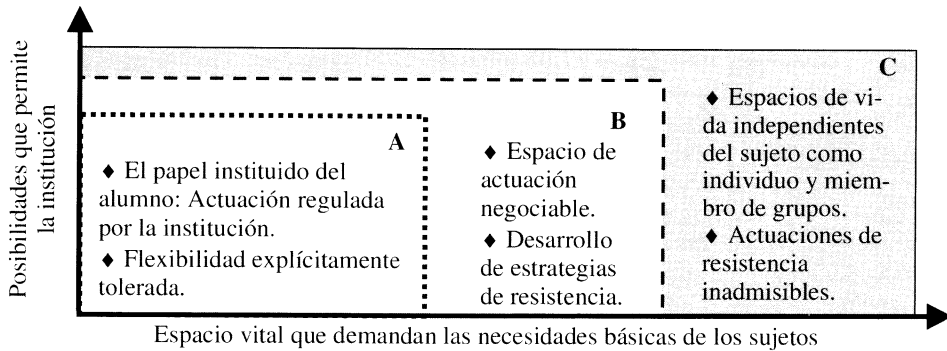 Posibilidades que permite
la institución
A
♦ El papel instituido del
alumno: Actuación regulada
por la institución.
♦ Flexibilidad explícitamente
tolerada.
B
♦ Espacio de
actuación
negociable.
♦ Desarrollo
de estrategias
de resistencia.
C
♦ Espacios de vi-
da independientes
del sujeto como
individuo y miem-
bro de grupos.
♦ Actuaciones de
resistencia
inadmisibles.
Espacio vital que demandan las necesidades básicas de los sujetos